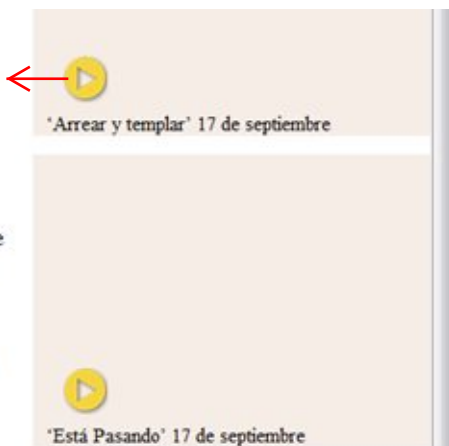 ‘Arrear y templar’ 17 de septiembre
e
‘Está Pasando’ 17 de septiembre